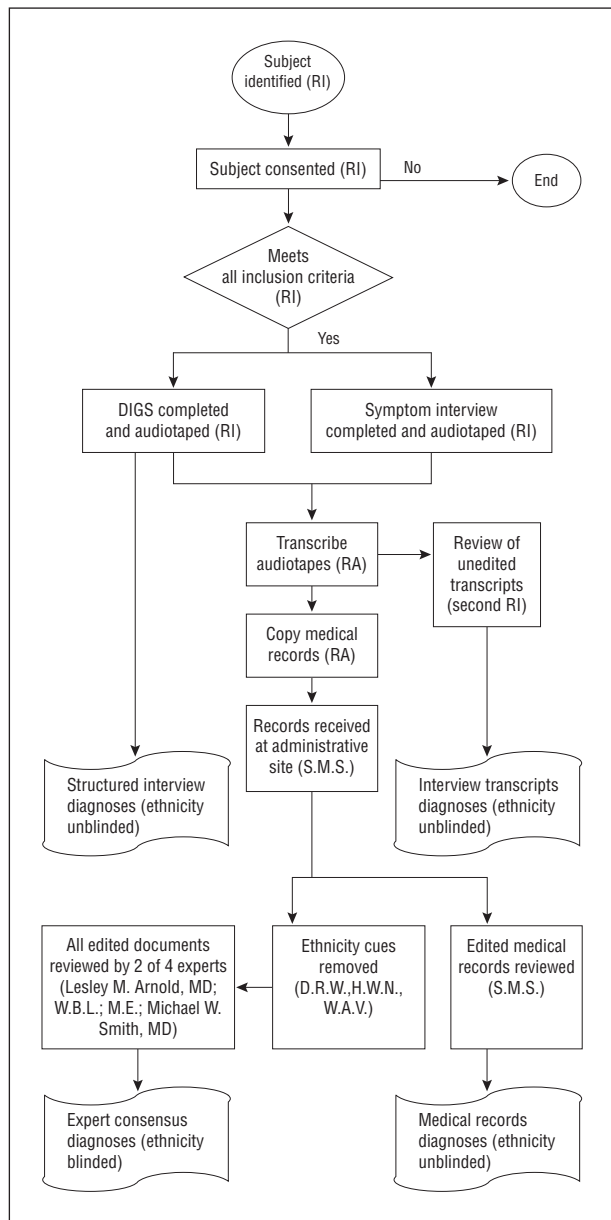 Subject
identified (RI)
Subject consented (RI)
No
End
Meets
all inclusion criteria
(RI)
Yes
DIGS completed
and audiotaped (RI)
Symptom interview
completed and audiotaped (RI)
Transcribe
audiotapes (RA)
Review of
unedited
transcripts
(second RI)
Copy medical
records (RA)
Records received
at administrative
site (S.M.S.)
Structured interview
diagnoses (ethnicity
unblinded)
Interview transcripts
diagnoses (ethnicity
unblinded)
All edited documents
reviewed by 2 of 4 experts
(Lesley M. Arnold, MD;
W.B.L.; M.E.; Michael W.
Smith, MD)
Ethnicity cues
removed
(D.R.W.,H.W.N.,
W.A.V.)
Edited medical
records reviewed
(S.M.S.)
Expert consensus
diagnoses (ethnicity
blinded)
Medical records
diagnoses (ethnicity
unblinded)